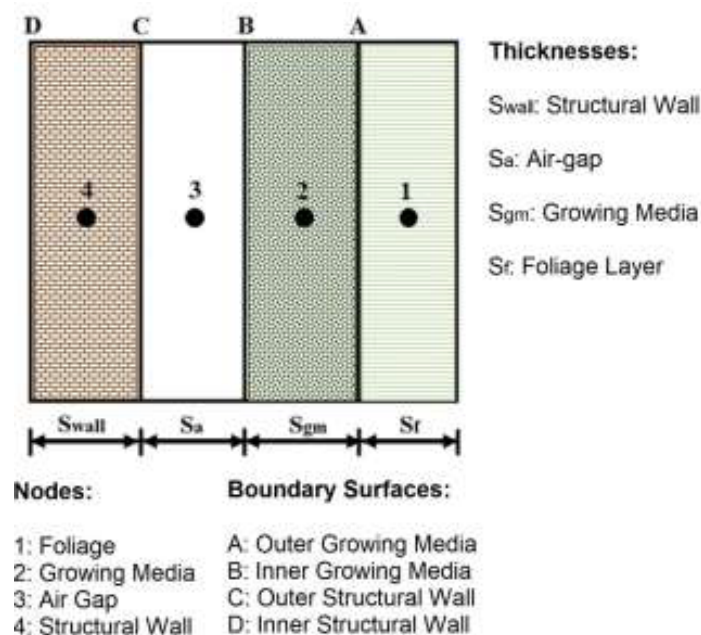 D C B A
Thicknesses:
Swall: Structural Wall
Sa: Air-gap
Sgm: Growing Media
Sf: Foliage Layer
4 3 2 1
Swall Sa Sgm Sf
Nodes:
1: Foliage
2: Growing Media
3: Air Gap
4: Structural Wall
Boundary Surfaces:
A: Outer Growing Media
B: Inner Growing Media
C: Outer Structural Wall
D: Inner Structural Wall